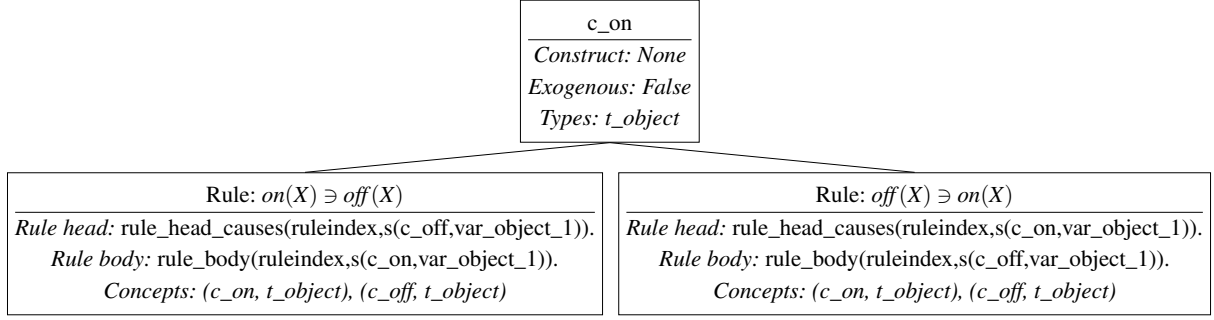 c_on
Construct: None
Exogenous: False
Types: t_object
Rule: on(X) ∋ off(X)
Rule head: rule_head_causes(ruleindex,s(c_off,var_object_1)).
Rule body: rule_body(ruleindex,s(c_on,var_object_1)).
Concepts: (c_on, t_object), (c_off, t_object)
Rule: off(X) ∋ on(X)
Rule head: rule_head_causes(ruleindex,s(c_on,var_object_1)).
Rule body: rule_body(ruleindex,s(c_off,var_object_1)).
Concepts: (c_on, t_object), (c_off, t_object)